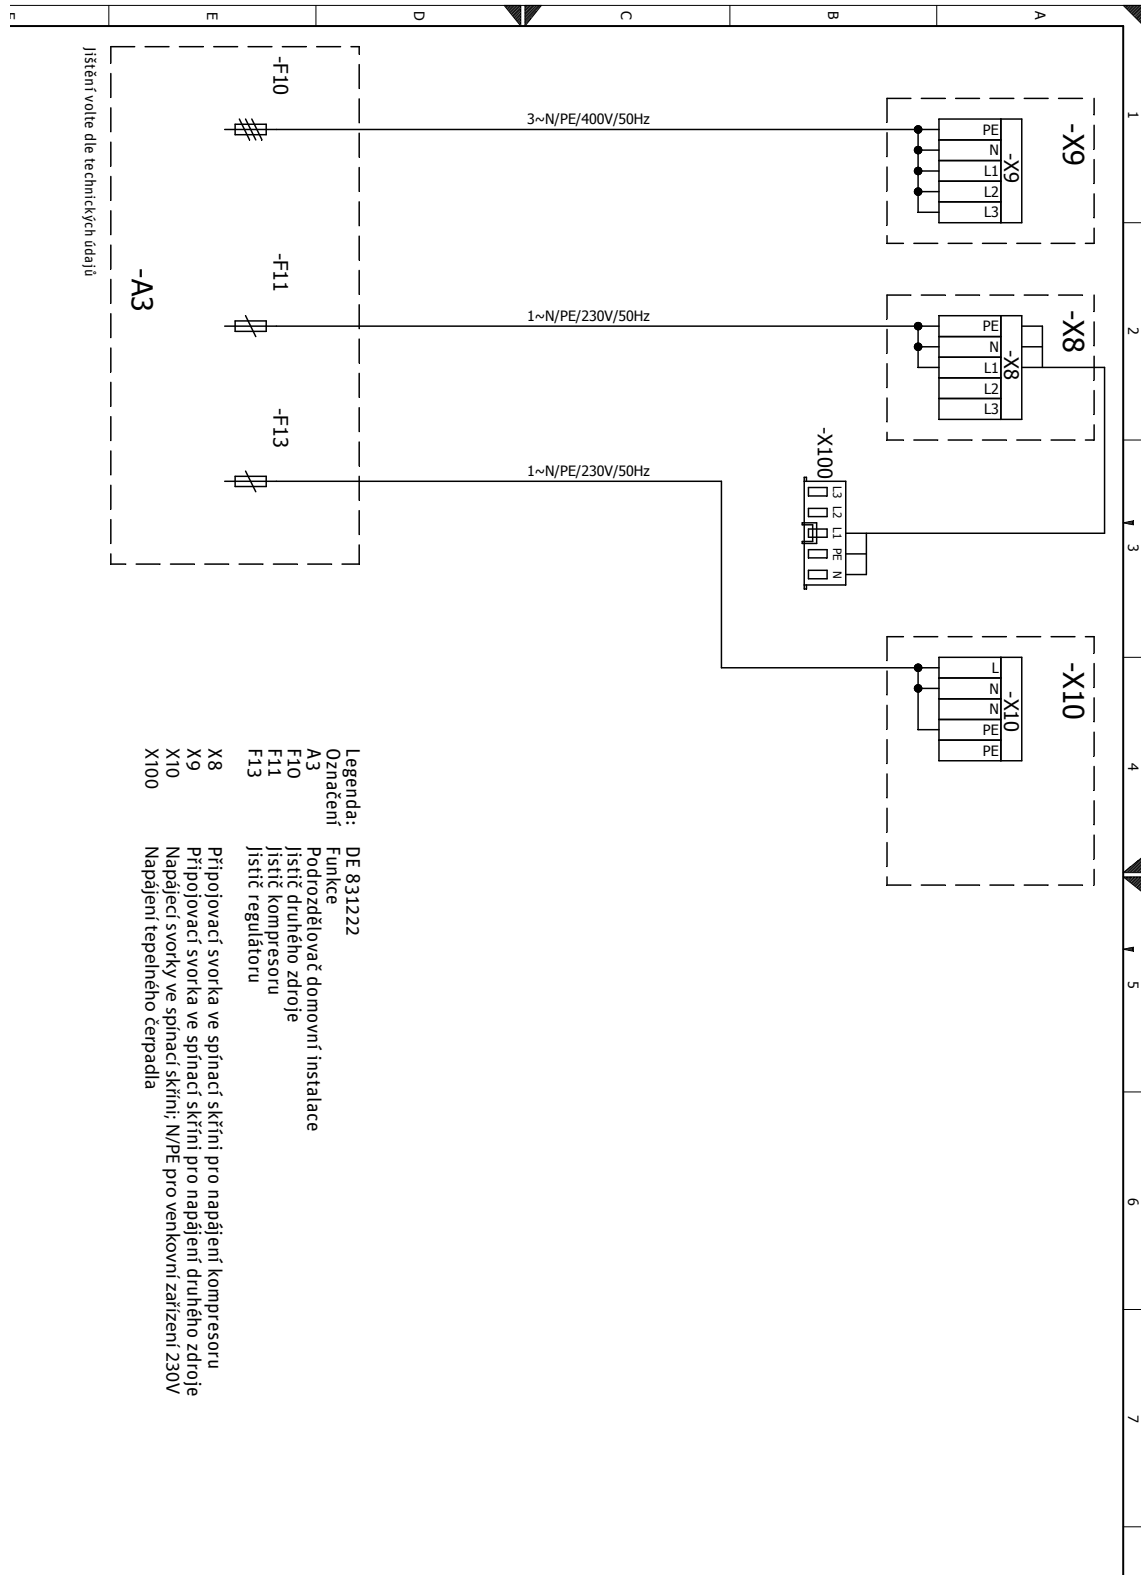 1
2
3
4
5
6
7
A
B
C
D
E
F
-X9
-X9
PE
N
L1
L2
L3
-X8
-X8
PE
N
L1
L2
L3
-X100
L3
L2
L1
PE
N
-X10
-X10
L
N
N
PE
PE
3~N/PE/400V/50Hz
1~N/PE/230V/50Hz
1~N/PE/230V/50Hz
-F10
-F11
-F13
-A3
Jištění volte dle technických údajů
Legenda: DE 831222
Označení Funkce
A3 Podrozdělovač domovní instalace
F10 Jistič druhého zdroje
F11 Jistič kompresoru
F13 Jistič regulátoru
X8 Připojovací svorka ve spínací skříni pro napájení kompresoru
X9 Připojovací svorka ve spínací skříni pro napájení druhého zdroje
X10 Napájecí svorky ve spínací skříni; N/PE pro venkovní zařízení 230V
X100 Napájení tepelného čerpadla